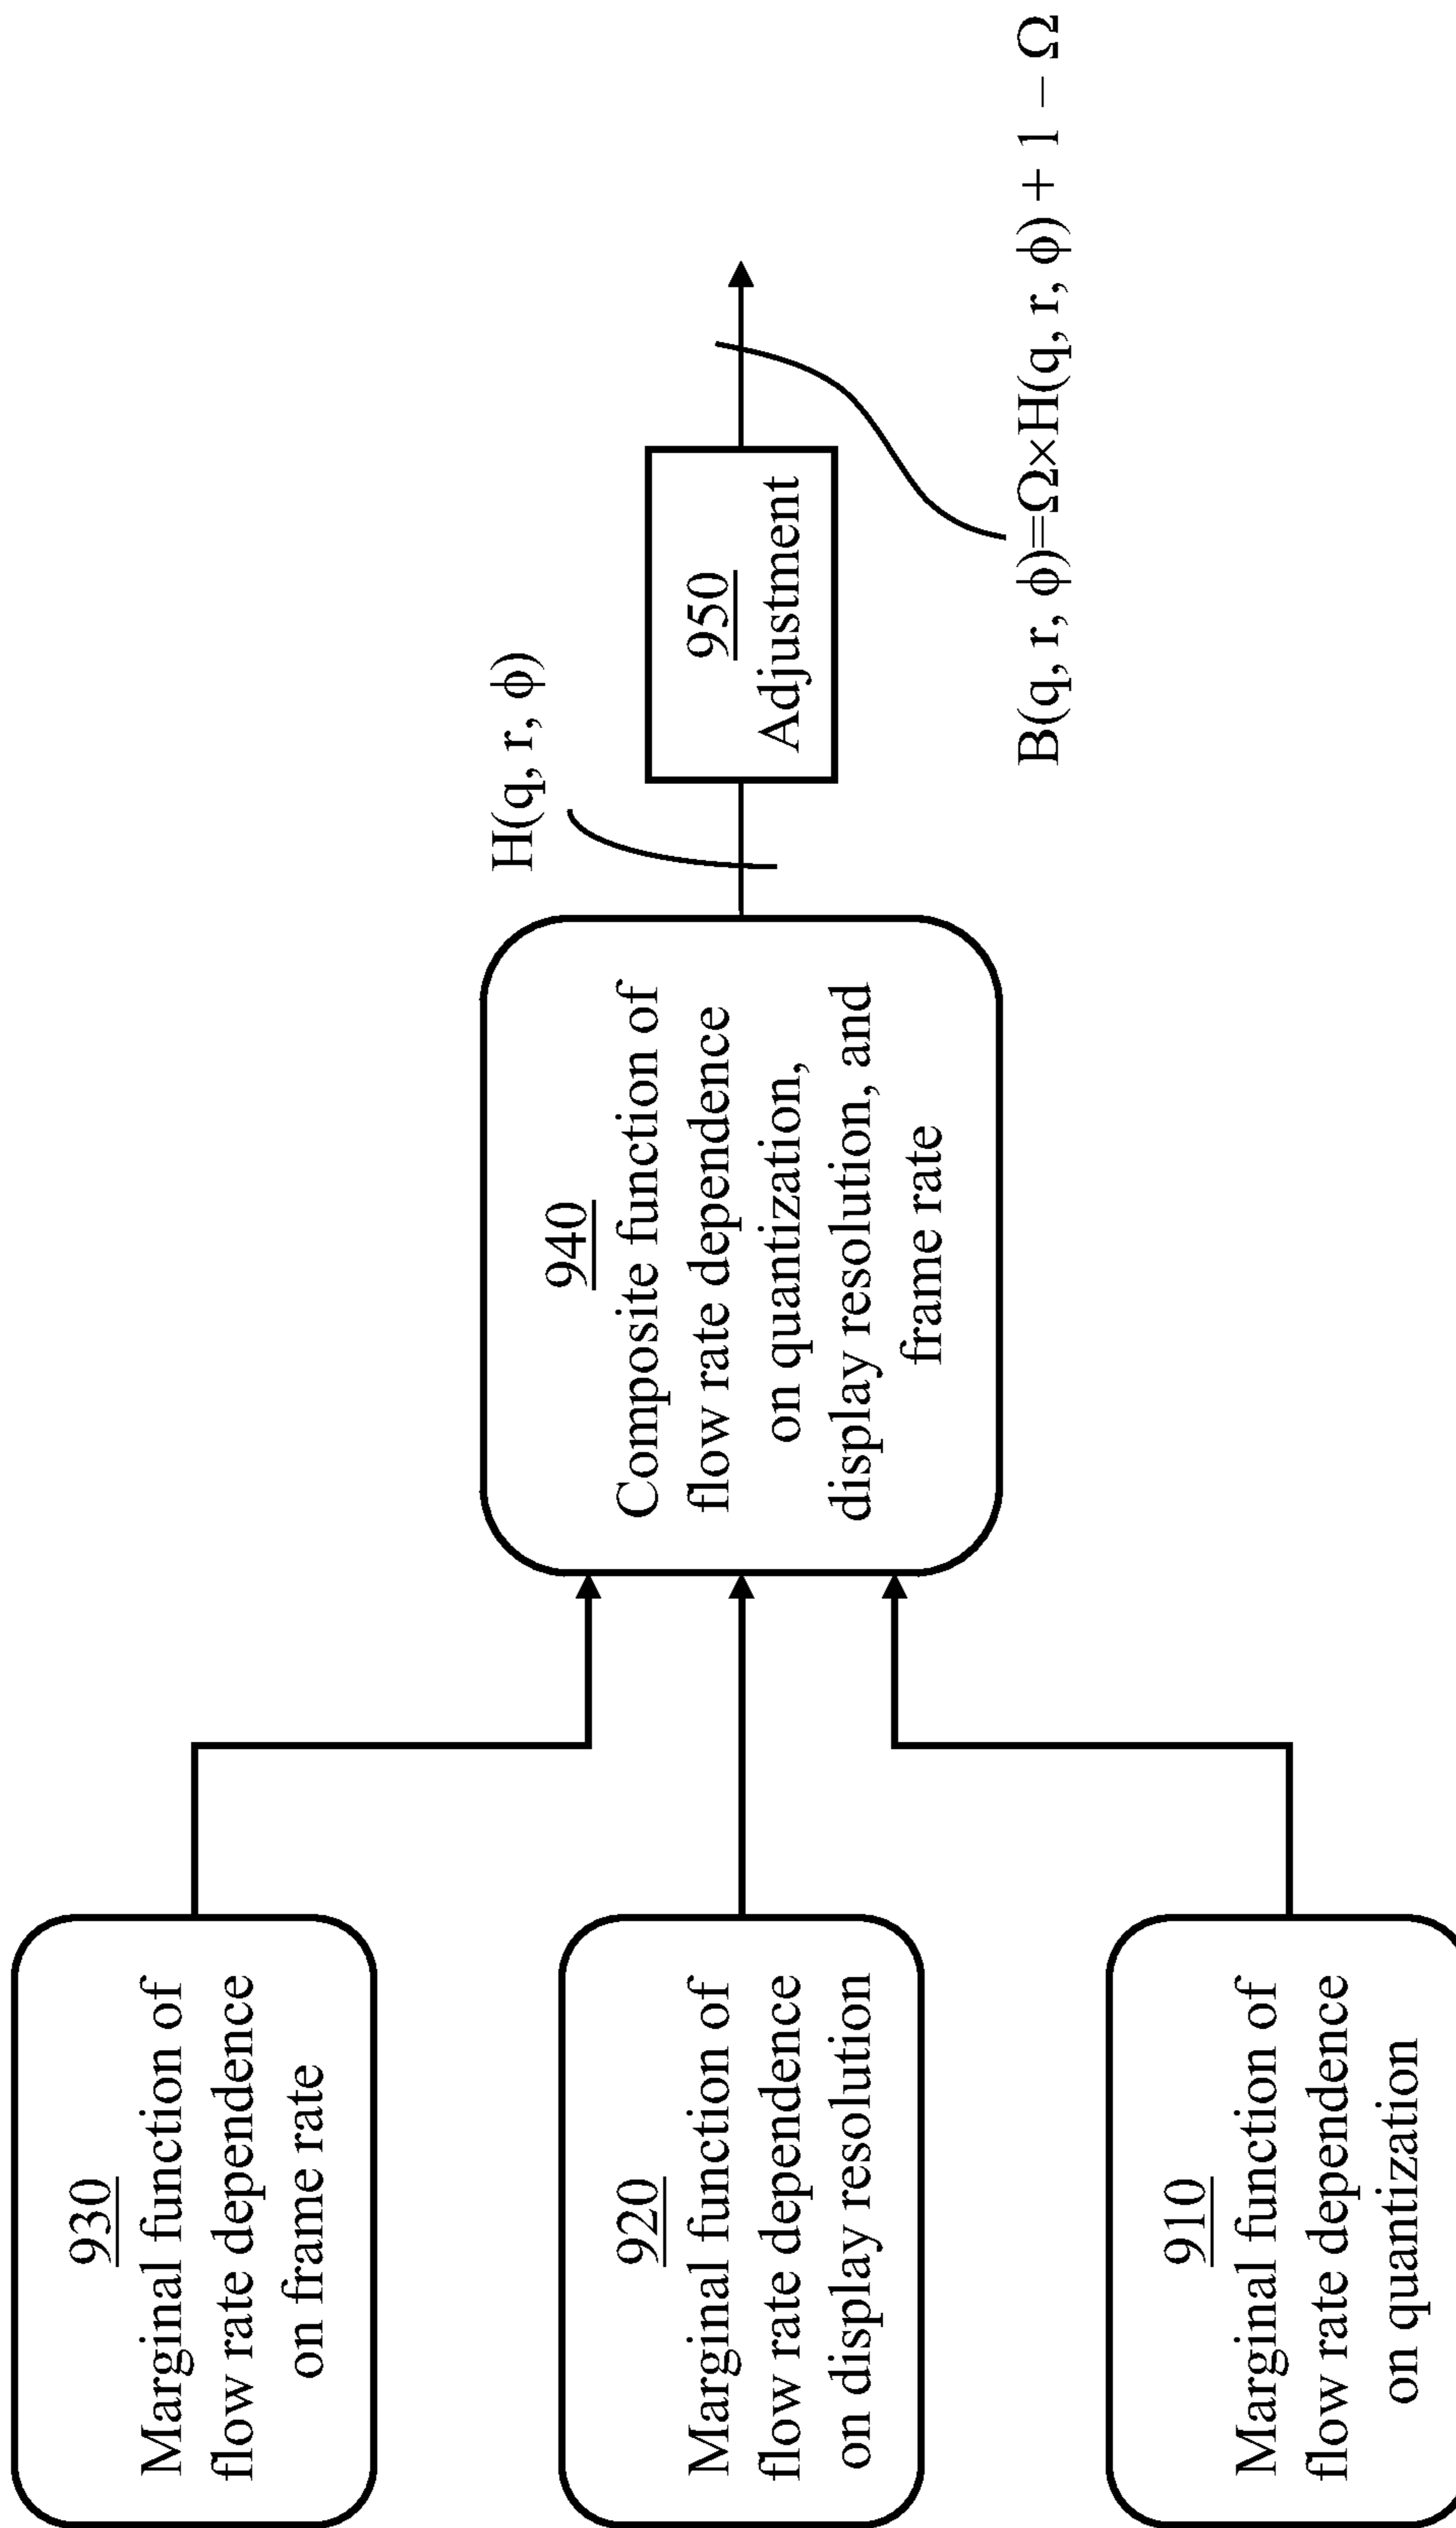 930
Marginal function of
flow rate dependence
on frame rate
920
Marginal function of
flow rate dependence
on display resolution
910
Marginal function of
flow rate dependence
on quantization
940
Composite function of
flow rate dependence
on quantization,
display resolution, and
frame rate
H(q, r, ϕ)
950
Adjustment
B(q, r, ϕ)=Ω×H(q, r, ϕ) + 1 − Ω